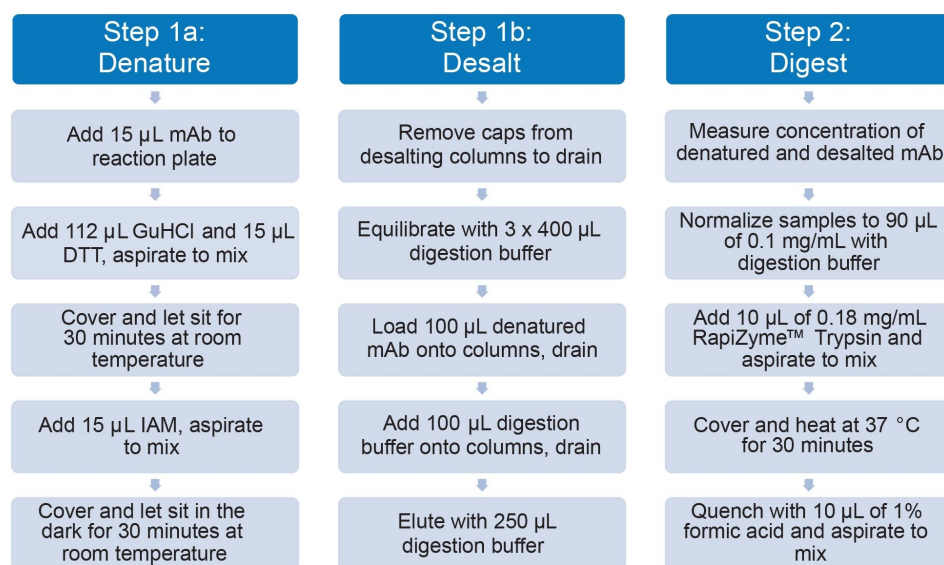 Step 1a:
Denature
Add 15 µL mAb to
reaction plate
Add 112 µL GuHCl and 15 µL
DTT, aspirate to mix
Cover and let sit for
30 minutes at room
temperature
Add 15 µL IAM, aspirate
to mix
Cover and let sit in the
dark for 30 minutes at
room temperature
Step 1b:
Desalt
Remove caps from
desalting columns to drain
Equilibrate with 3 x 400 µL
digestion buffer
Load 100 µL denatured
mAb onto columns, drain
Add 100 µL digestion
buffer onto columns, drain
Elute with 250 µL
digestion buffer
Step 2:
Digest
Measure concentration of
denatured and desalted mAb
Normalize samples to 90 µL
of 0.1 mg/mL with
digestion buffer
Add 10 µL of 0.18 mg/mL
RapiZyme™ Trypsin and
aspirate to mix
Cover and heat at 37 °C
for 30 minutes
Quench with 10 µL of 1%
formic acid and aspirate to
mix